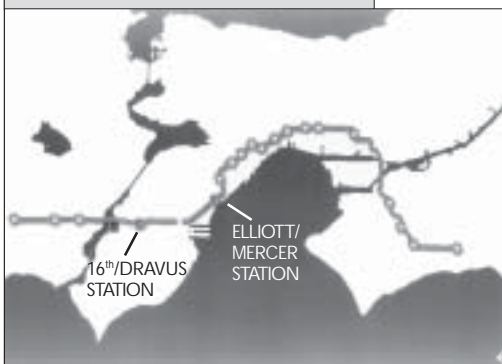 16th/DRAVUS
STATION
ELLIOTT/
MERCER
STATION